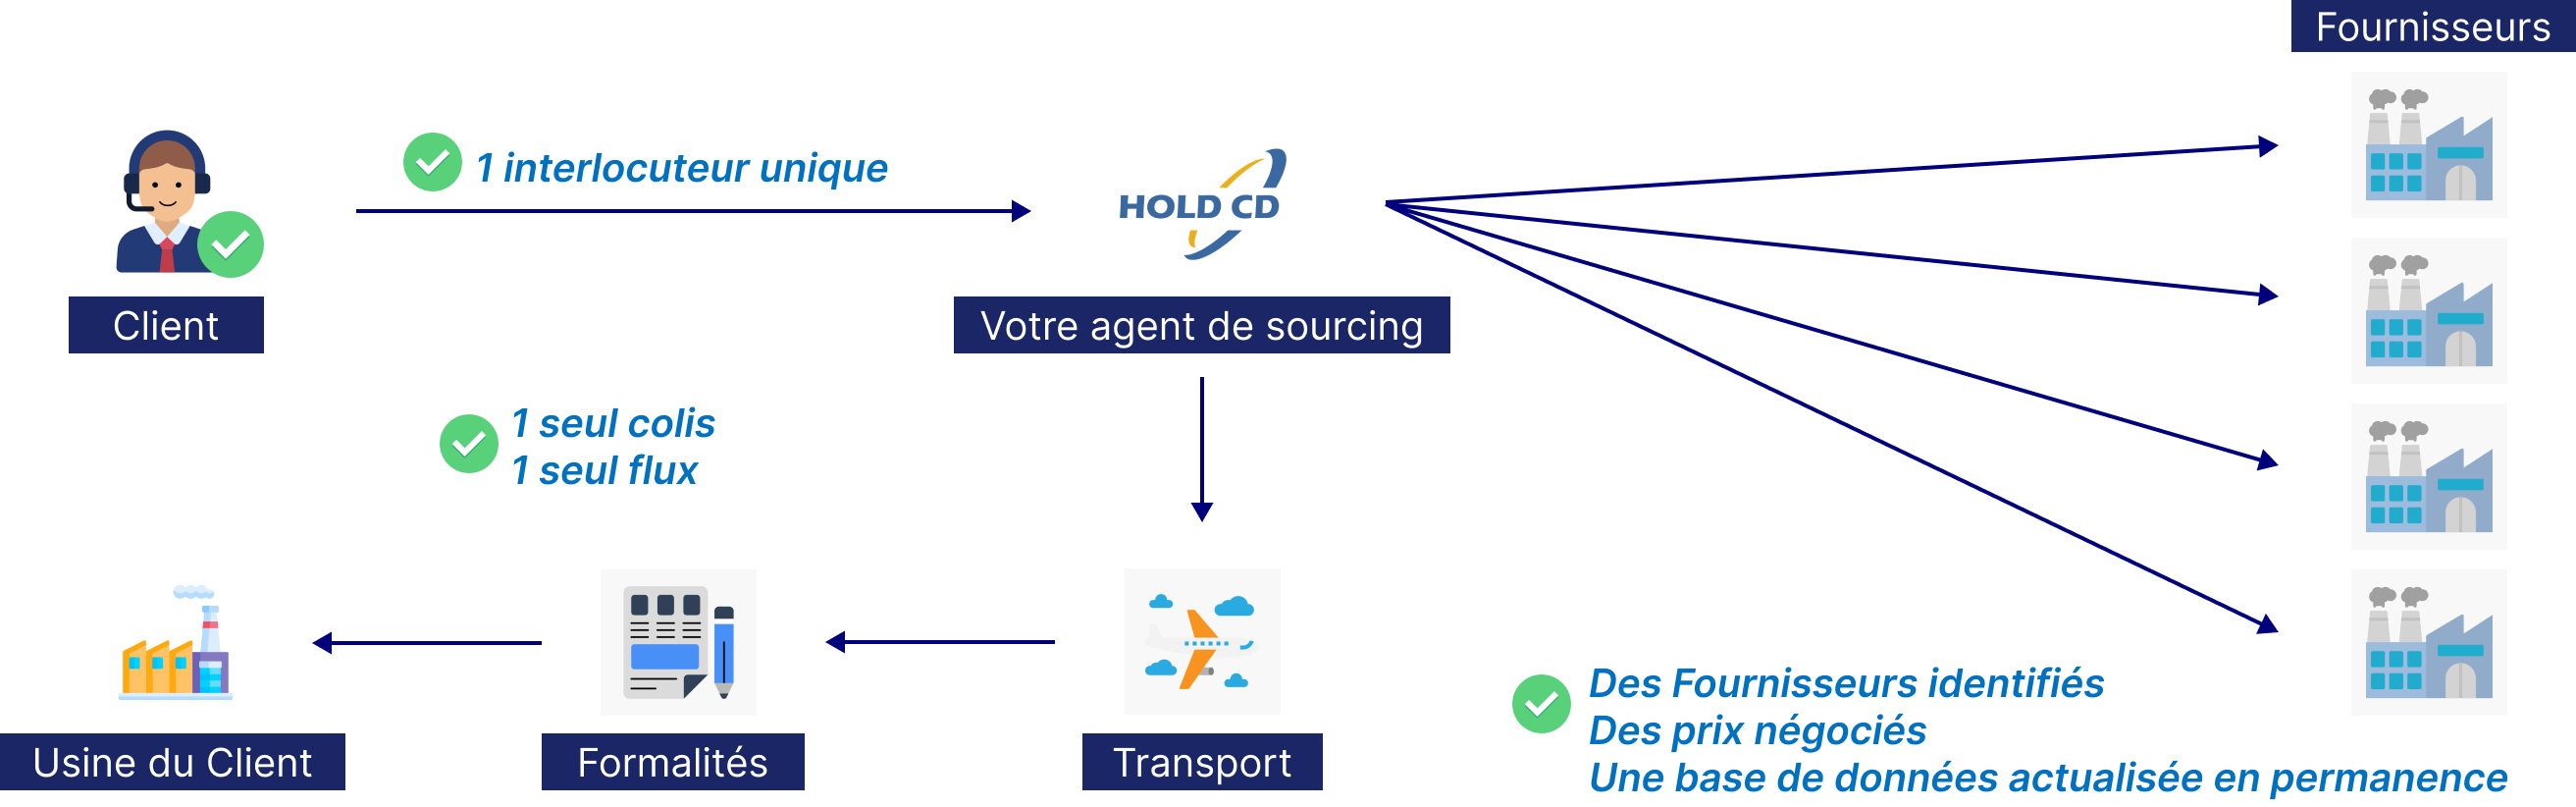 Fournisseurs
1 interlocuteur unique
HOLD CD
Client
Votre agent de sourcing
1 seul colis
1 seul flux
Des Fournisseurs identifiés
Des prix négociés
Une base de données actualisée en permanence
Usine du Client
Formalités
Transport